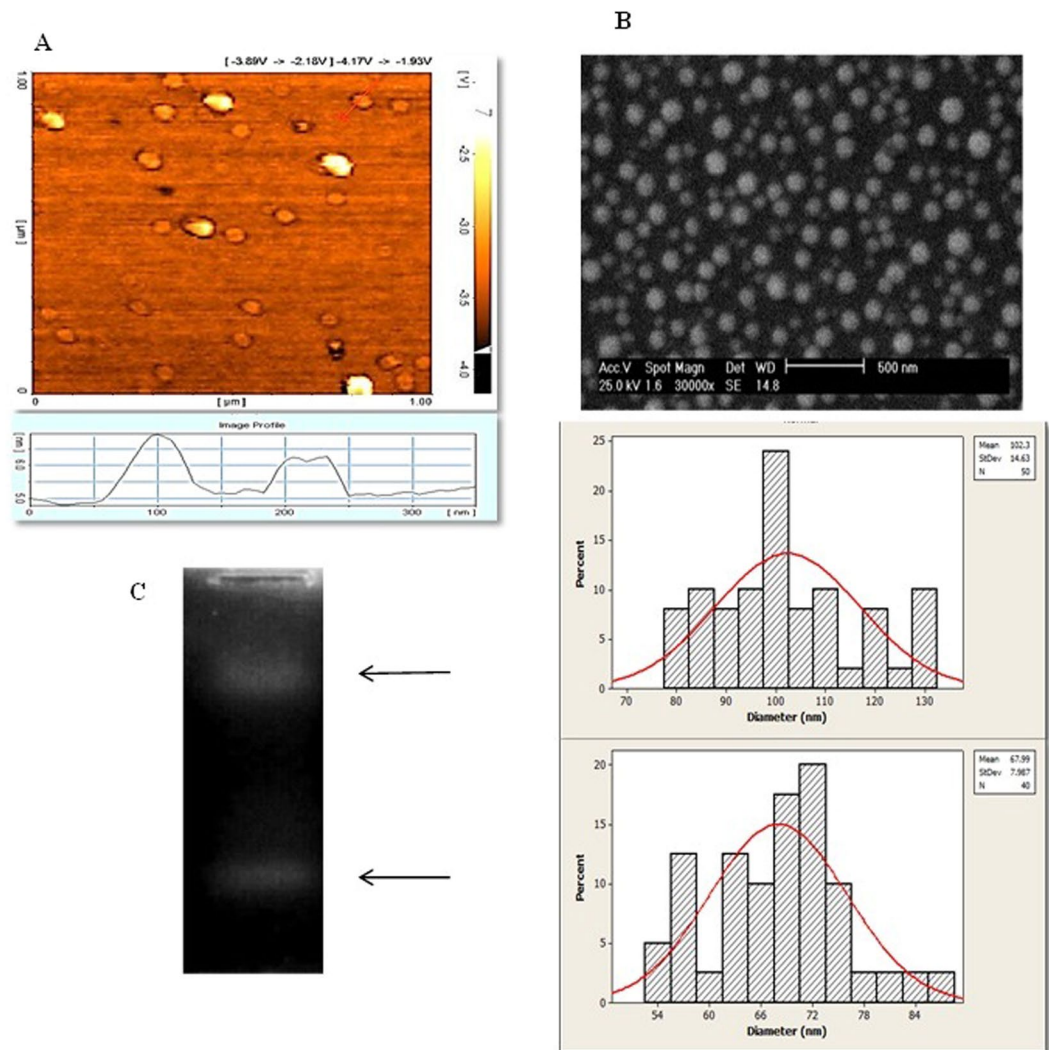 A
[ -3.89V -> -2.18V ] -4.17V -> -1.93V
[V]
1.00
-2.5
-3.0
[µm]
-3.5
-4.0
0
0 [µm] 1.00
Image Profile
[nm]
60
50
0 100 200 300 [nm]
B
Acc.V Spot Magn Det WD 500 nm
25.0 kV 1.6 30000x SE 14.8
Mean 102.3
StDev 14.63
N 50
25
20
15
10
5
0
Percent
70 80 90 100 110 120 130
Diameter (nm)
Mean 67.99
StDev 7.987
N 40
20
15
10
5
0
Percent
54 60 66 72 78 84
Diameter (nm)
C